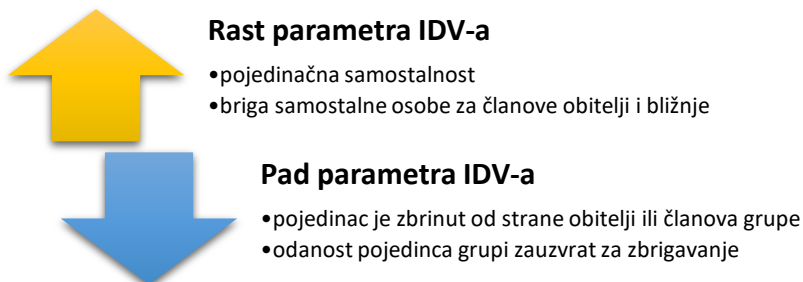 Rast parametra IDV-a
•pojedinačna samostalnost
•briga samostalne osobe za članove obitelji i bližnje
Pad parametra IDV-a
•pojedinac je zbrinut od strane obitelji ili članova grupe
•odanost pojedinca grupi zauzvrat za zbrigavanje